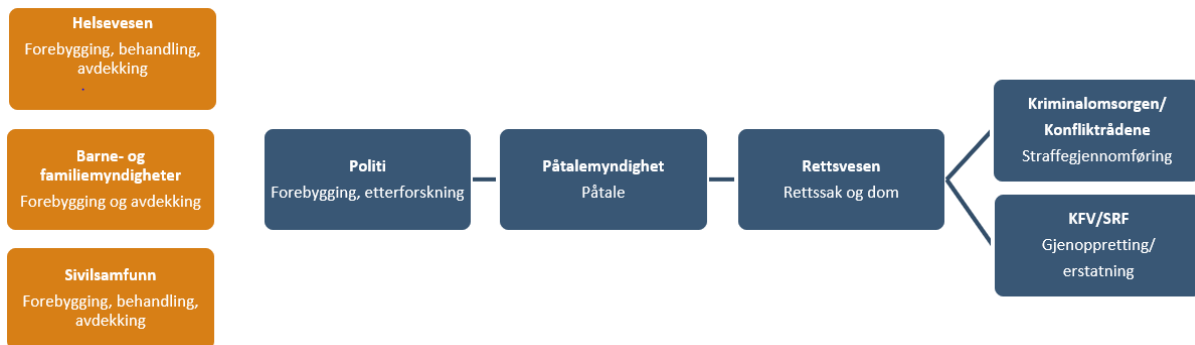 Helsevesen
Forebygging, behandling,
avdekking
Barne- og
familiemyndigheter
Forebygging og avdekking
Sivilsamfunn
Forebygging, behandling,
avdekking
Politi
Forebygging, etterforskning
Påtalemyndighet
Påtale
Rettsvesen
Rettssak og dom
Kriminalomsorgen/
Konfliktrådene
Straffegjennomføring
KFV/SRF
Gjenoppretting/
erstatning